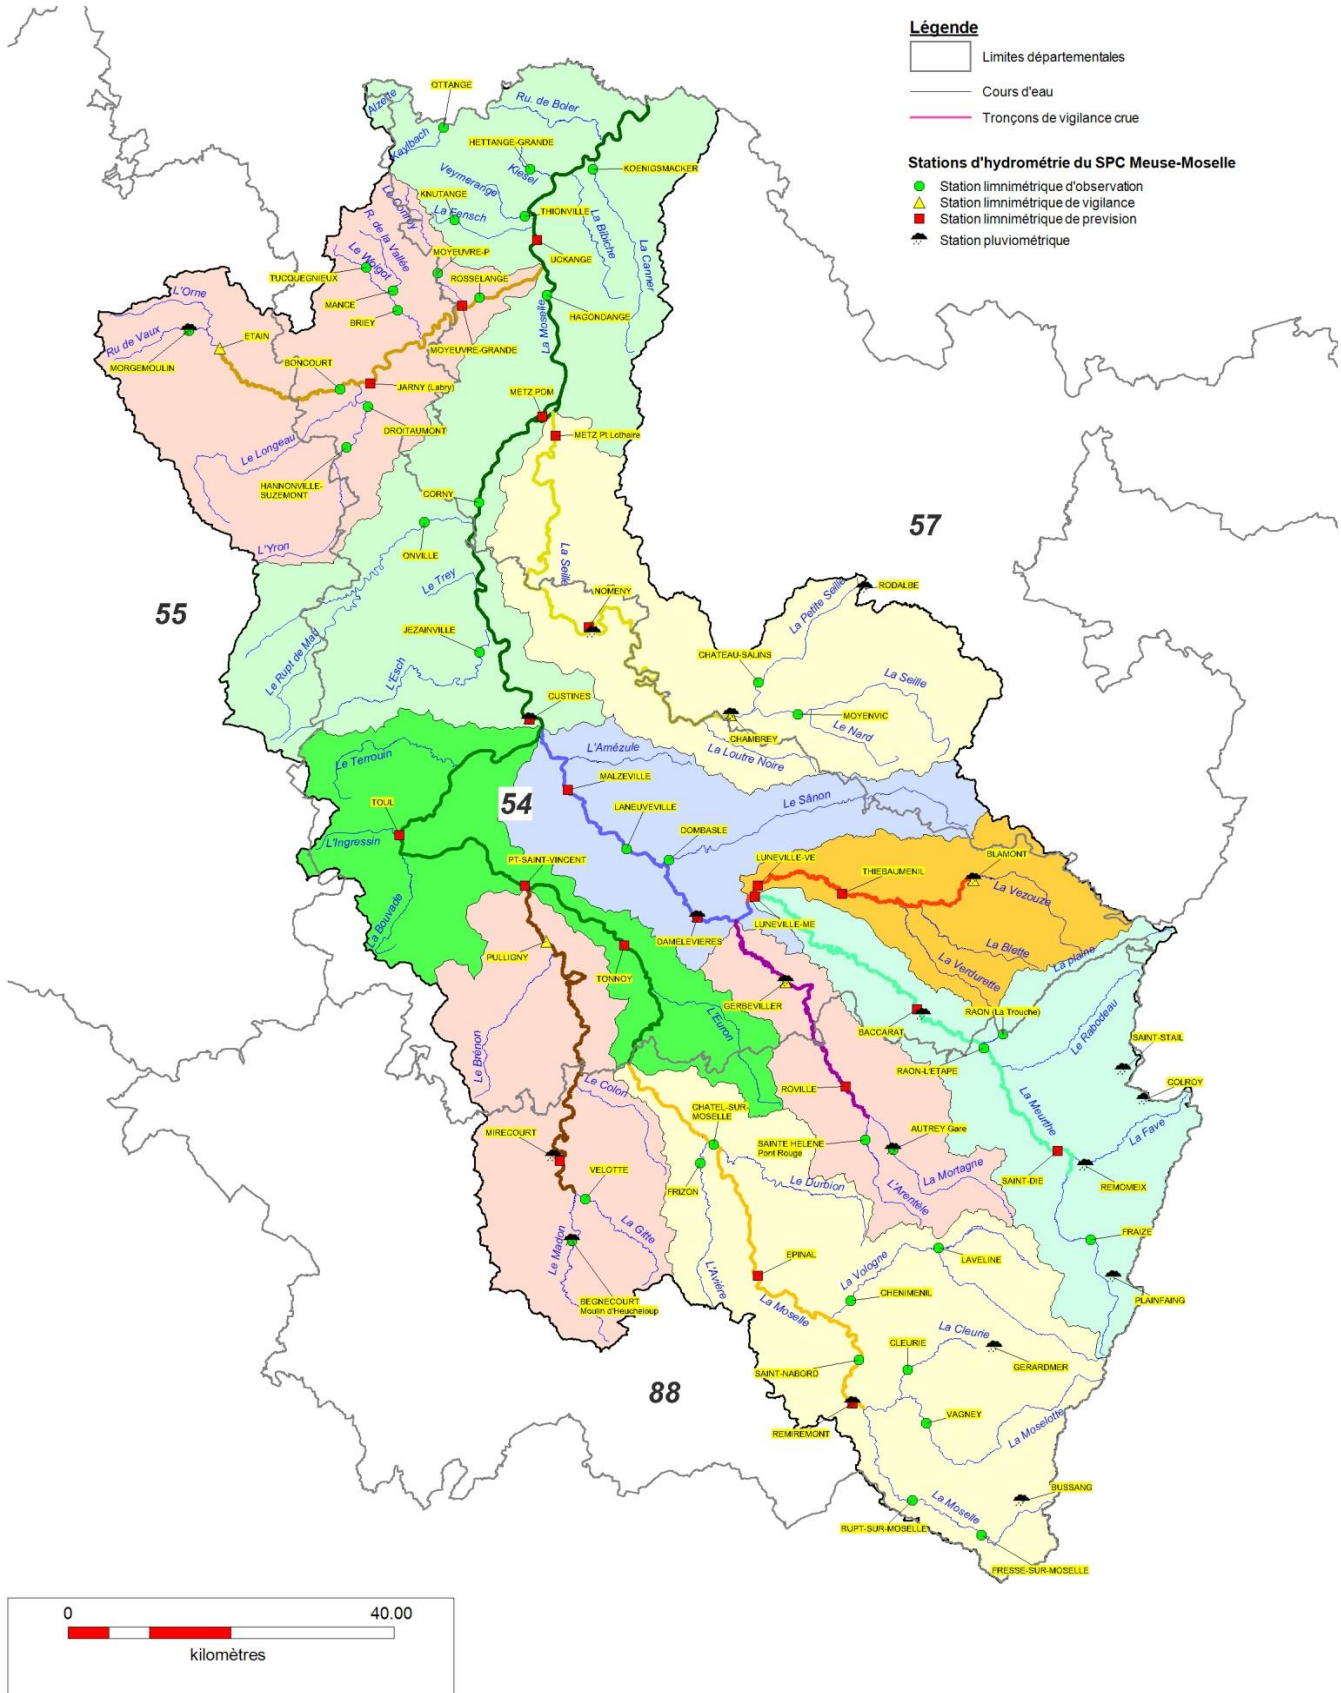 Légende
Limites départementales
Cours d'eau
Tronçons de vigilance crue
Stations d'hydrométrie du SPC Meuse-Moselle
Station limnimétrique d'observation
Station limnimétrique de vigilance
Station limnimétrique de prevision
Station pluviométrique
OTTANGE
Alzette
Ru. de Boler
Kaylbach
HETTANGE-GRANDE
Kiesel
KOENIGSMACKER
Veymerange
KNUTANGE
Le Conroy
La Fensch
THIONVILLE
La Bibiche
La Canner
R. de la Vallée
Le Woigot
MOYEUVRE-P
UCKANGE
TUCQUEGNIEUX
ROSSELANGE
L'Orne
MANCE
HAGONDANGE
BRIEY
La Moselle
Ru de Vaux
ETAIN
MOYEUVRE-GRANDE
MORGEMOULIN
BONCOURT
JARNY (Labry)
METZ PDM
DROITAUMONT
METZ Pt.Lothaire
Le Longeau
HANNONVILLE-
SUZEMONT
CORNY
57
L'Yron
ONVILLE
La Seille
Le Trey
RODALBE
55
NOMENY
La Petite Seille
JEZAINVILLE
Le Rupt de Mad
L'Esch
CHATEAU-SALINS
La Seille
CUSTINES
MOYENVIC
CHAMBREY
Le Nard
La Loutre Noire
L'Amézule
Le Terrouin
MALZEVILLE
54
LANEUVEVILLE
Le Sânon
TOUL
DOMBASLE
L'Ingressin
PT-SAINT-VINCENT
LUNEVILLE-VE
BLAMONT
THIEBAUMENIL
La Vezouze
LUNEVILLE-ME
La Bouvade
DAMELEVIERES
La Blette
PULLIGNY
La Verdurette
La plaine
TONNOY
GERBEVILLER
L'Euron
RAON (La Trouche)
BACCARAT
Le Rabodeau
SAINT-STAIL
Le Brénon
RAON-L'ETAPE
Le Colon
ROVILLE
COLROY
CHATEL-SUR-
MOSELLE
La Meurthe
La Fave
MIRECOURT
AUTREY Gare
SAINTE HELENE
Pont Rouge
VELOTTE
La Mortagne
SAINT-DIE
REMOMEIX
FRIZON
Le Durbion
L'Arentèle
La Gitte
FRAIZE
Le Madon
LAVELINE
EPINAL
La Vologne
L'Avière
PLAINFAING
BEGNECOURT
Moulin d'Heucheloup
CHENIMENIL
La Moselle
La Cleurie
CLEURIE
GERARDMER
SAINT-NABORD
88
VAGNEY
La Moselotte
REMIREMONT
BUSSANG
La Moselle
RUPT-SUR-MOSELLE
FRESSE-SUR-MOSELLE
0 40.00
kilomètres